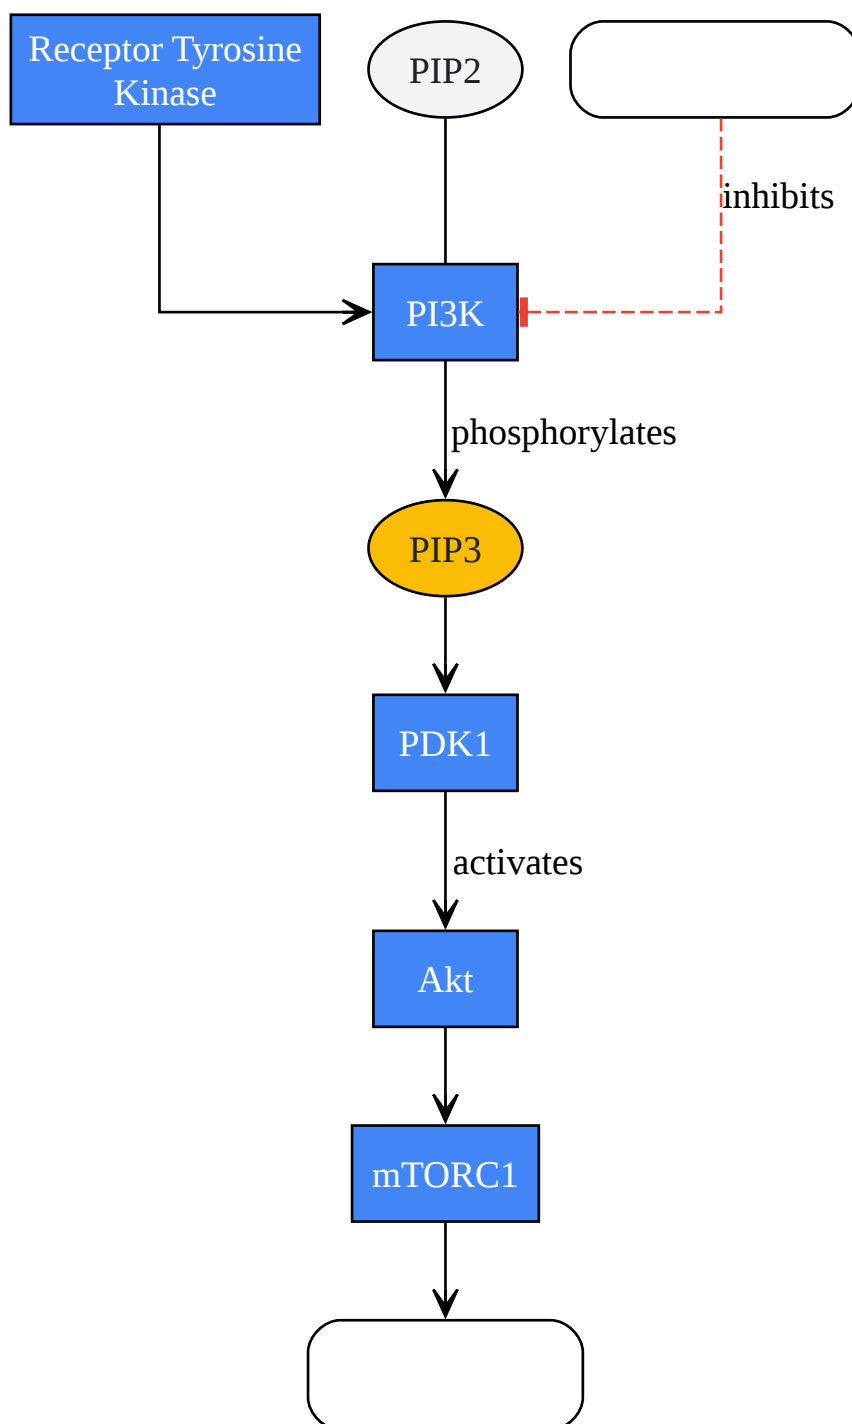 Receptor Tyrosine
Kinase
PIP2
inhibits
PI3K
phosphorylates
PIP3
PDK1
activates
Akt
mTORC1